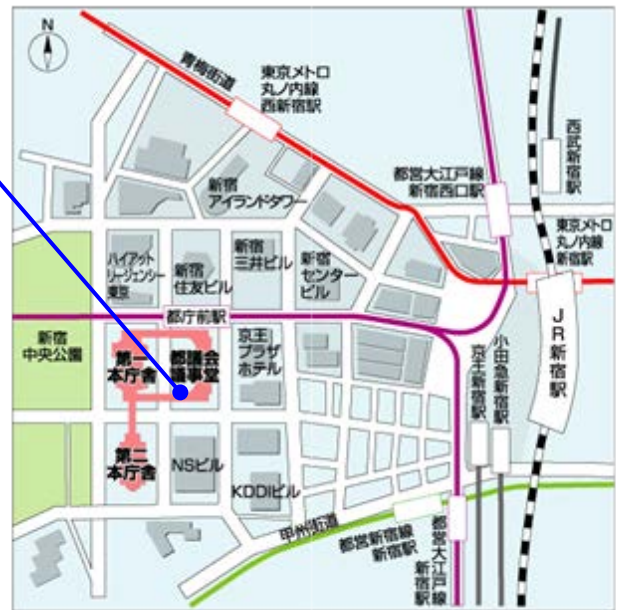 N
青梅街道
東京メトロ
丸ノ内線
西新宿駅
西武新宿駅
都営大江戸線
新宿西口駅
新宿
アイランドタワー
東京メトロ
丸ノ内線
新宿駅
ハイアット
リージェンシー
東京
新宿
住友ビル
新宿
三井ビル
新宿
センター
ビル
都庁前駅
JR新宿駅
新宿
中央公園
第一
本庁舎
都議会
議事堂
京王
プラザ
ホテル
小田急新宿駅
京王新宿駅
第二
本庁舎
NSビル
KDDIビル
甲州街道
都営新宿線
新宿駅
都営大江戸線
新宿駅